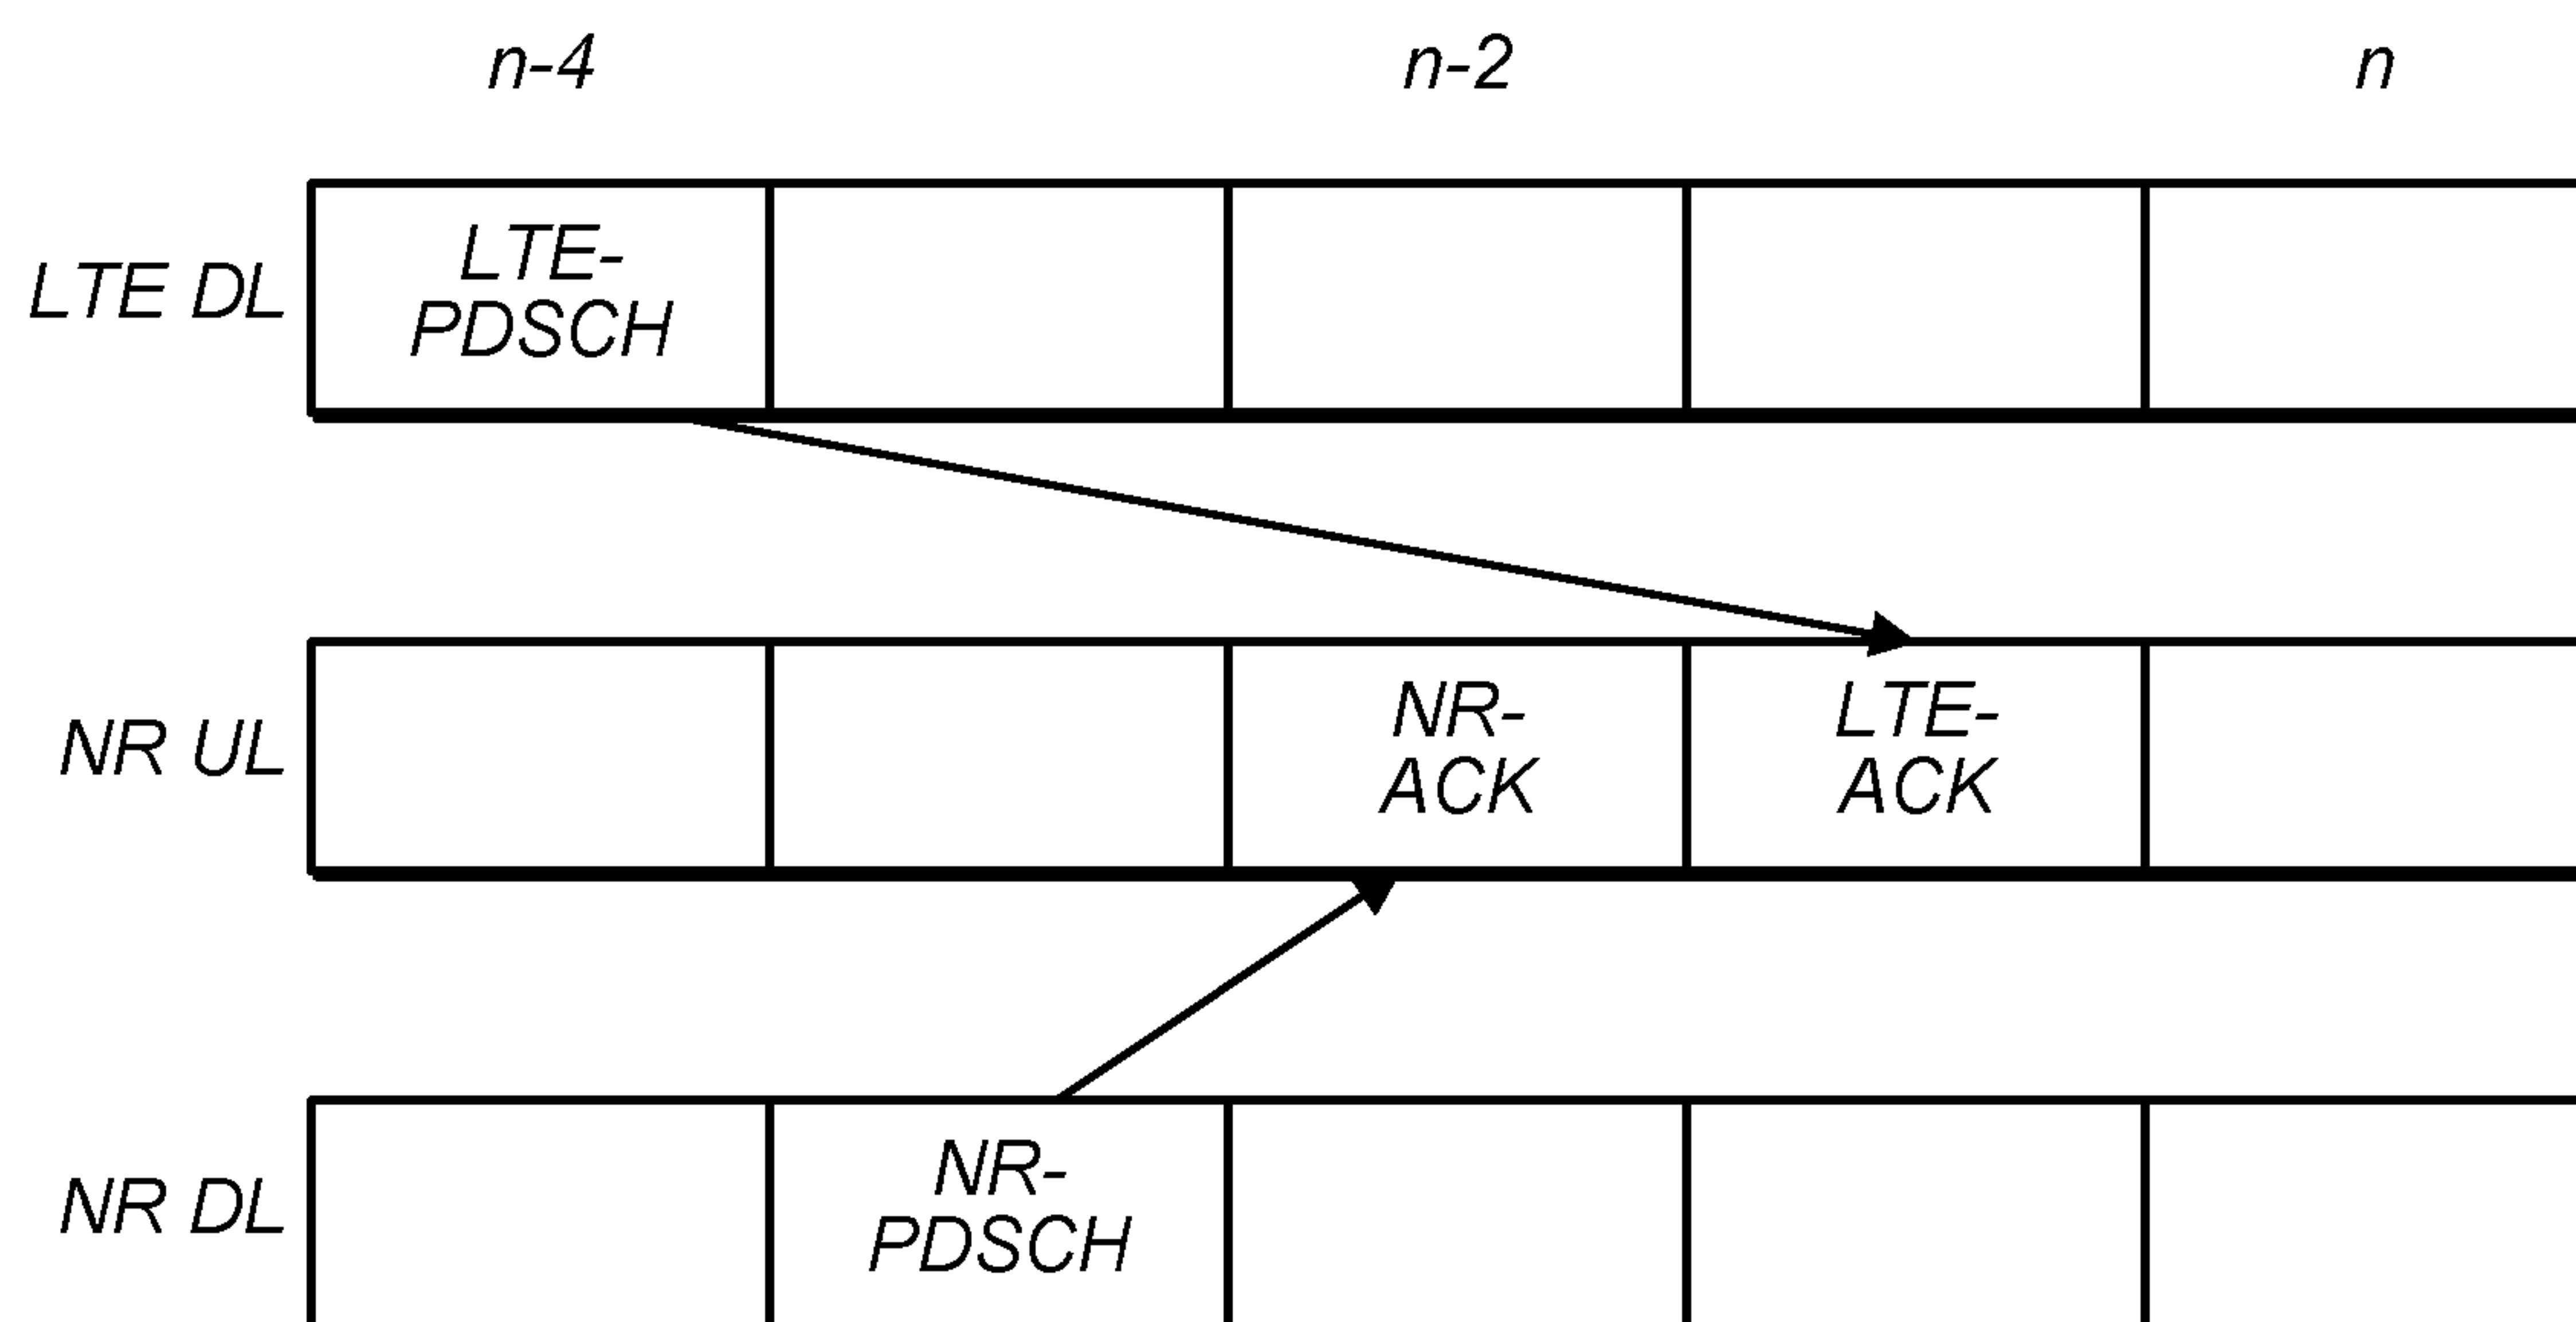 n-4 n-2 n
LTE DL
LTE-
PDSCH
NR UL
NR-
ACK
LTE-
ACK
NR DL
NR-
PDSCH